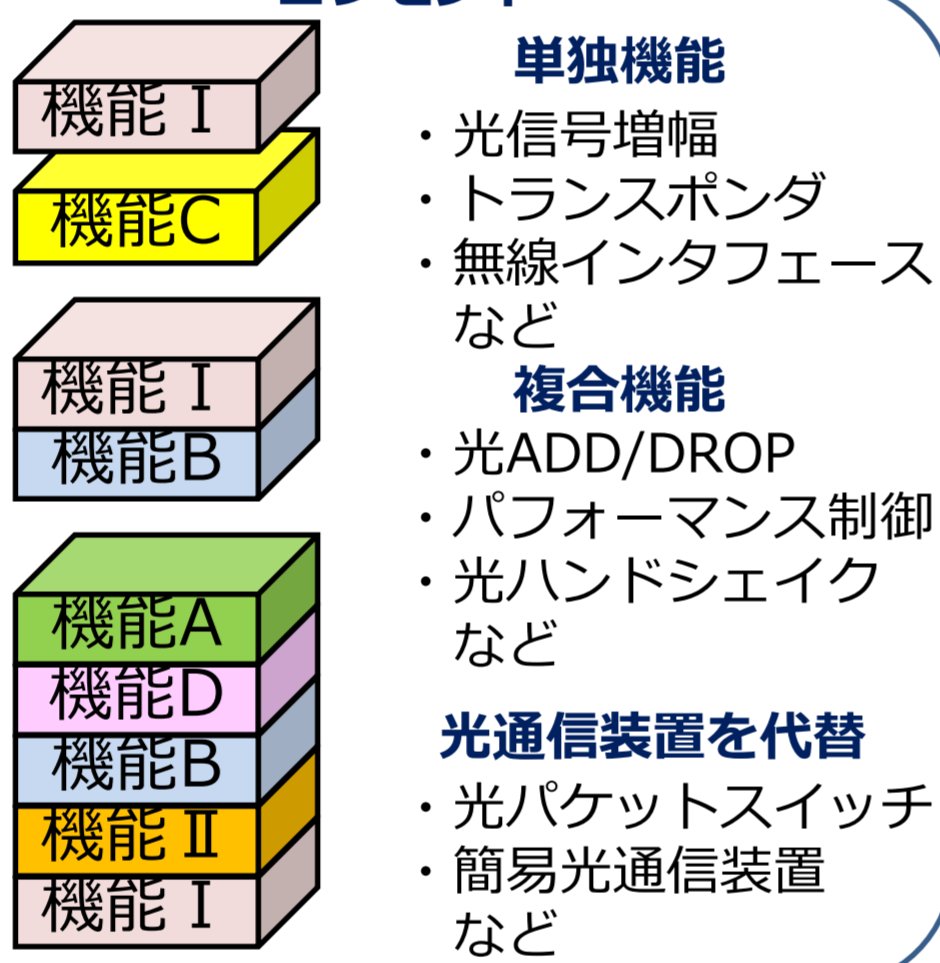 機能Ⅰ
機能C
単独機能
・光信号増幅
・トランスポンダ
・無線インタフェース
など
機能Ⅰ
機能B
複合機能
・光ADD/DROP
・パフォーマンス制御
・光ハンドシェイク
など
機能A
機能D
機能B
機能Ⅱ
機能Ⅰ
光通信装置を代替
・光パケットスイッチ
・簡易光通信装置
など